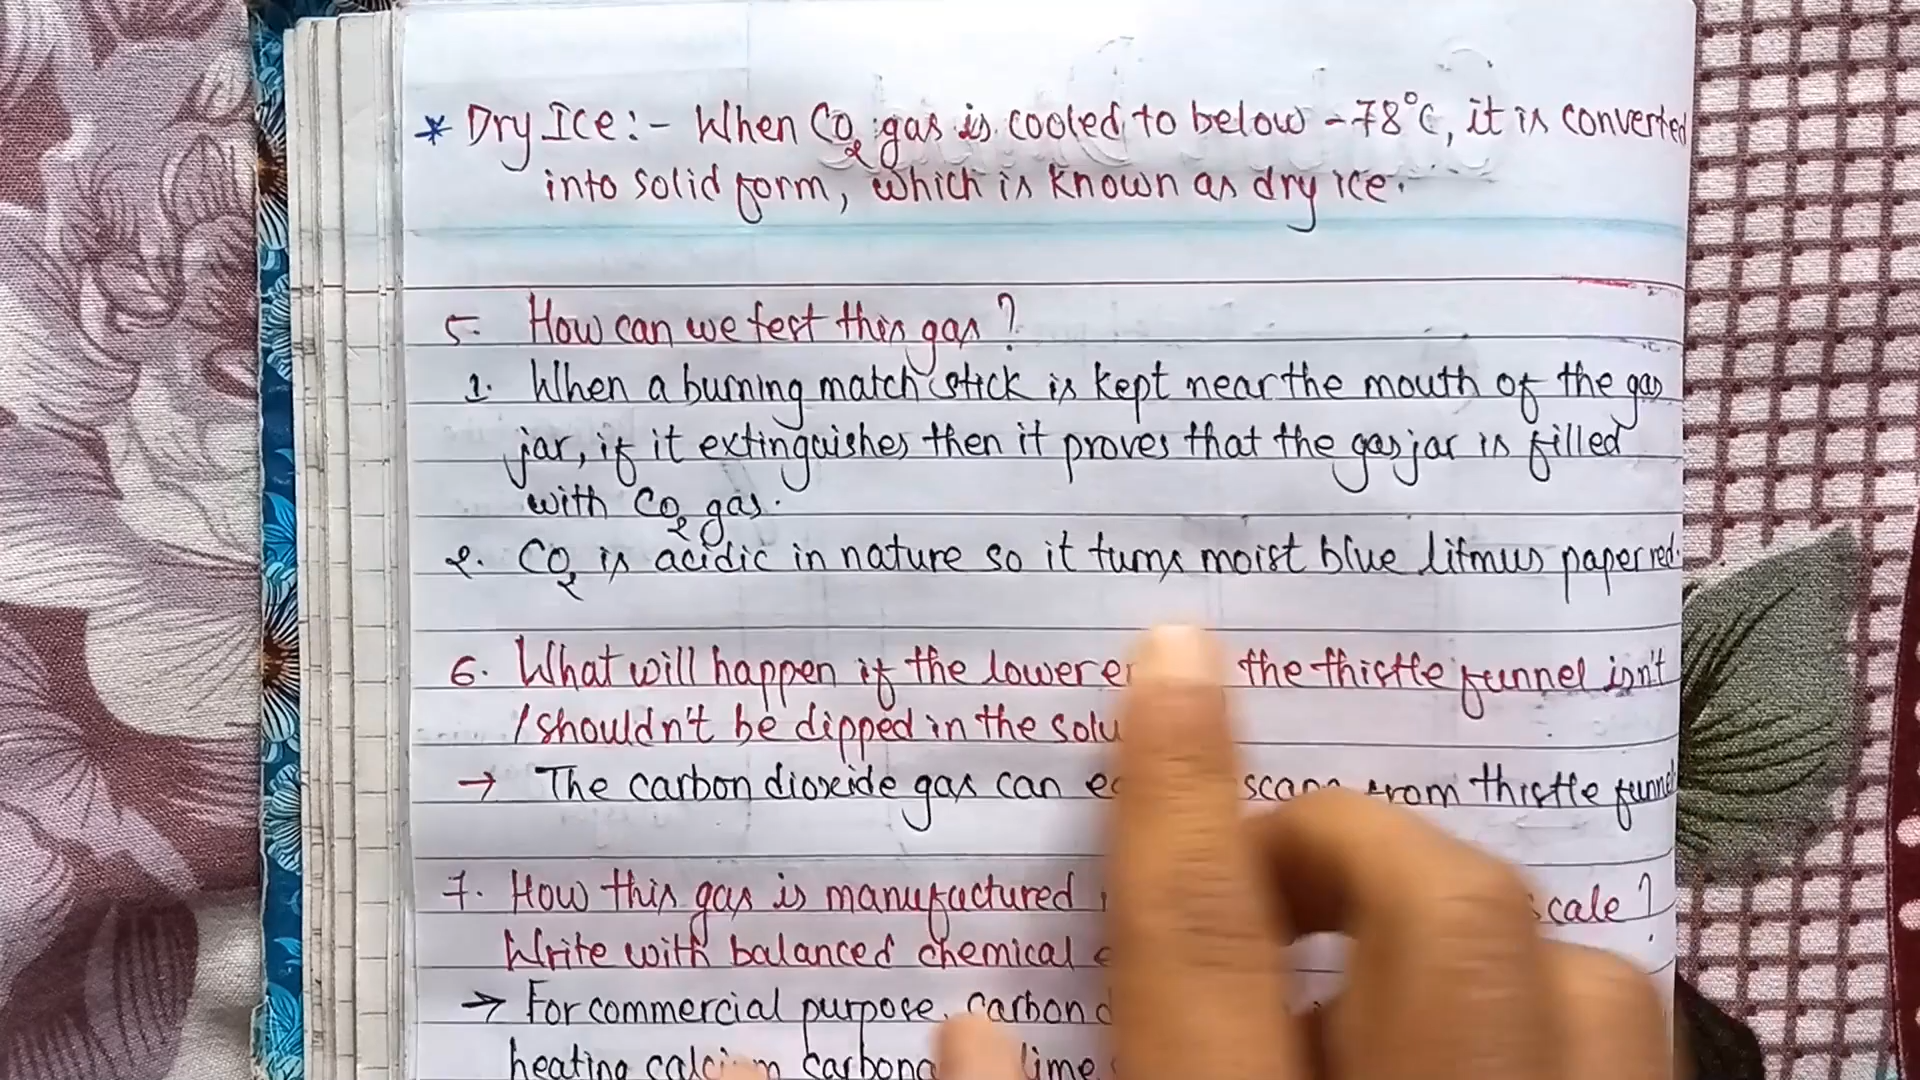 * Dry Ice:- When CO2 gas is cooled to below -78°C, it is converted
into solid form, which is known as dry ice.
5. How can we test this gas?
1. When a burning match stick is kept near the mouth of the gas
jar, if it extinguishes then it proves that the gas jar is filled
with CO2 gas.
2. CO2 is acidic in nature so it turns moist blue litmus paper red.
6. What will happen if the lower the thistle funnel isn't
/shouldn't be dipped in the
→ The carbon dioxide gas can from thistle funnel
7. How this gas is manufactured scale?
Write with balanced chemical
→ For commercial purpose, carbon
heating calcium lime